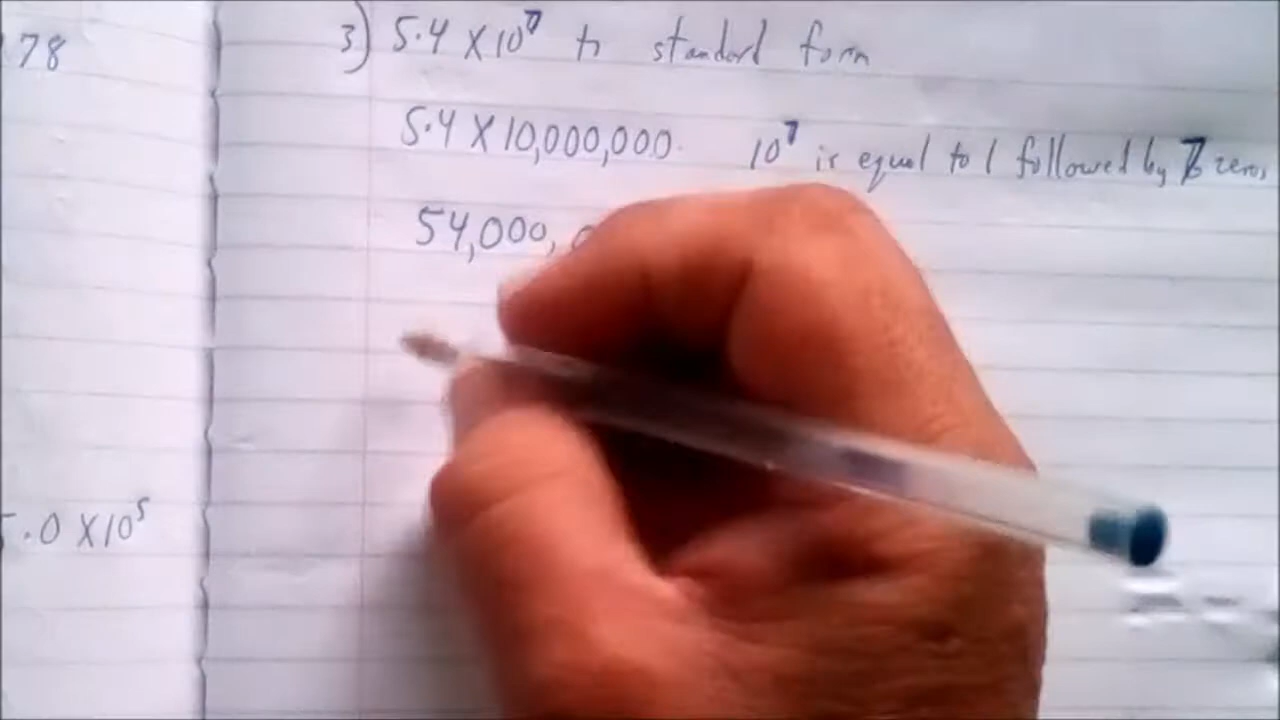 78
3) 5.4 X 10⁷ to standard form
5.4 X 10,000,000 10⁷ is equal to 1 followed by 7 zeros
54,000,
.0 X 10⁵